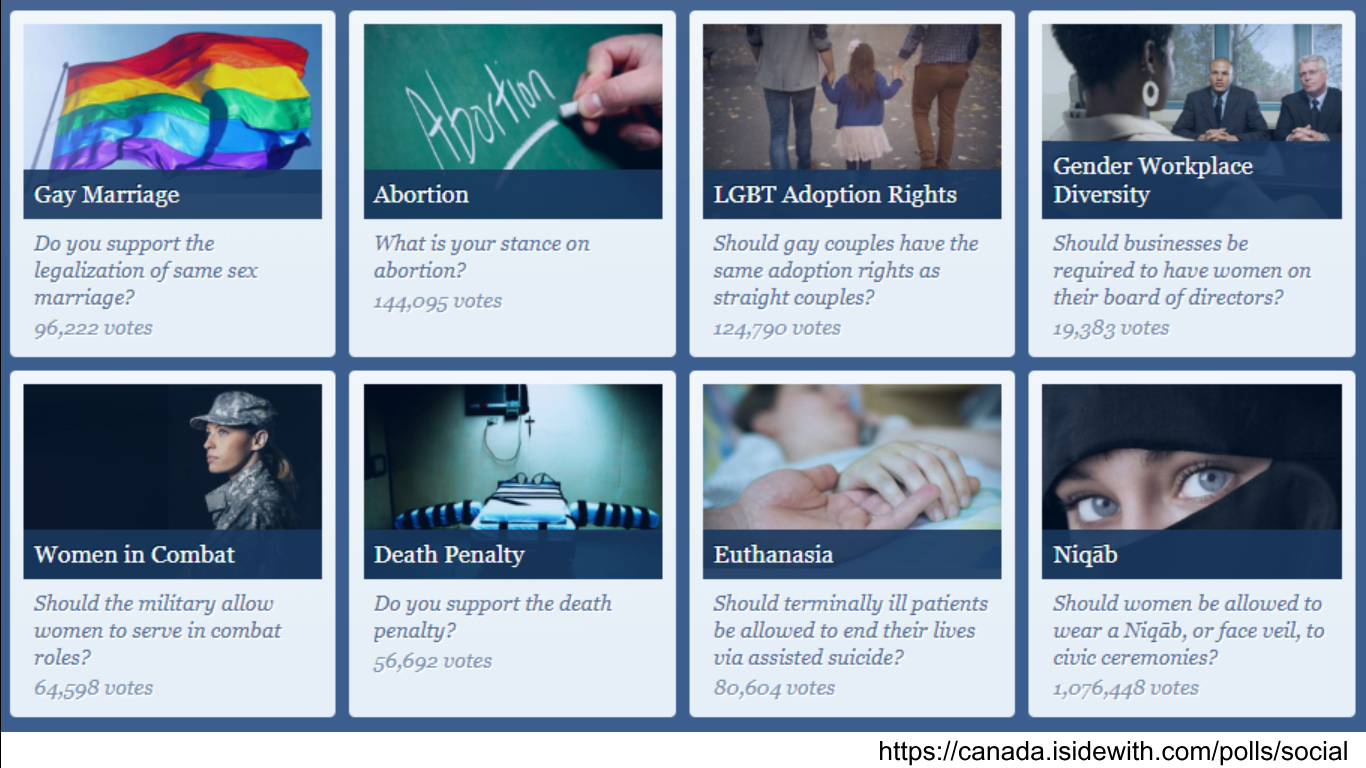 Abortion
Gay Marriage
Do you support the
legalization of same sex
marriage?
96,222 votes
Abortion
What is your stance on
abortion?
144,095 votes
LGBT Adoption Rights
Should gay couples have the
same adoption rights as
straight couples?
124,790 votes
Gender Workplace
Diversity
Should businesses be
required to have women on
their board of directors?
19,383 votes
Women in Combat
Should the military allow
women to serve in combat
roles?
64,598 votes
Death Penalty
Do you support the death
penalty?
56,692 votes
Euthanasia
Should terminally ill patients
be allowed to end their lives
via assisted suicide?
80,604 votes
Niqāb
Should women be allowed to
wear a Niqāb, or face veil, to
civic ceremonies?
1,076,448 votes
https://canada.isidewith.com/polls/social